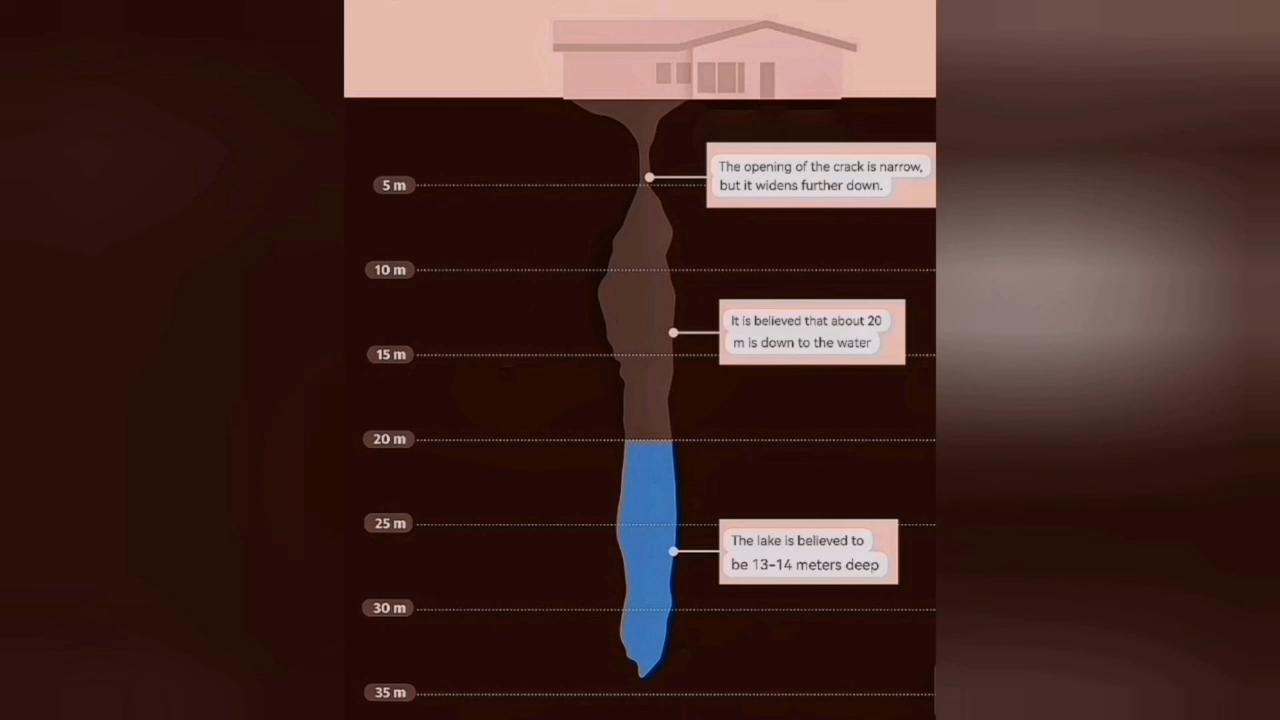 The opening of the crack is narrow,
but it widens further down.
5 m
10 m
It is believed that about 20
m is down to the water
15 m
20 m
25 m
The lake is believed to
be 13-14 meters deep
30 m
35 m